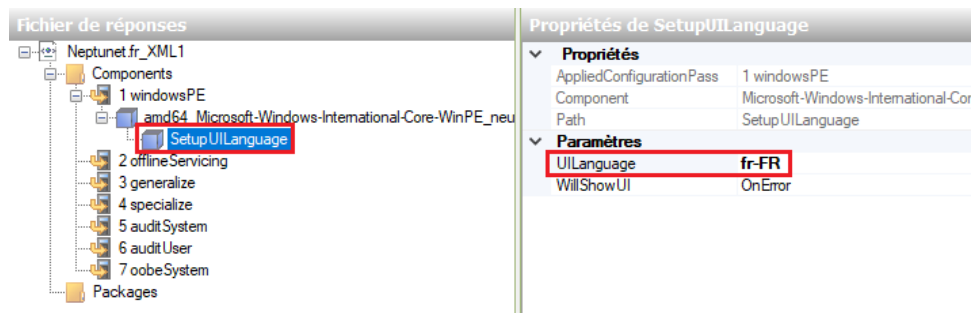 Fichier de réponses
Neptunet.fr_XML1
Components
1 windowsPE
amd64_Microsoft-Windows-International-Core-WinPE_neu
SetupUILanguage
2 offlineServicing
3 generalize
4 specialize
5 auditSystem
6 auditUser
7 oobeSystem
Packages
Propriétés de SetupUILanguage
Propriétés
AppliedConfigurationPass 1 windowsPE
Component Microsoft-Windows-International-Cor
Path SetupUILanguage
Paramètres
UILanguage fr-FR
WillShowUI OnError